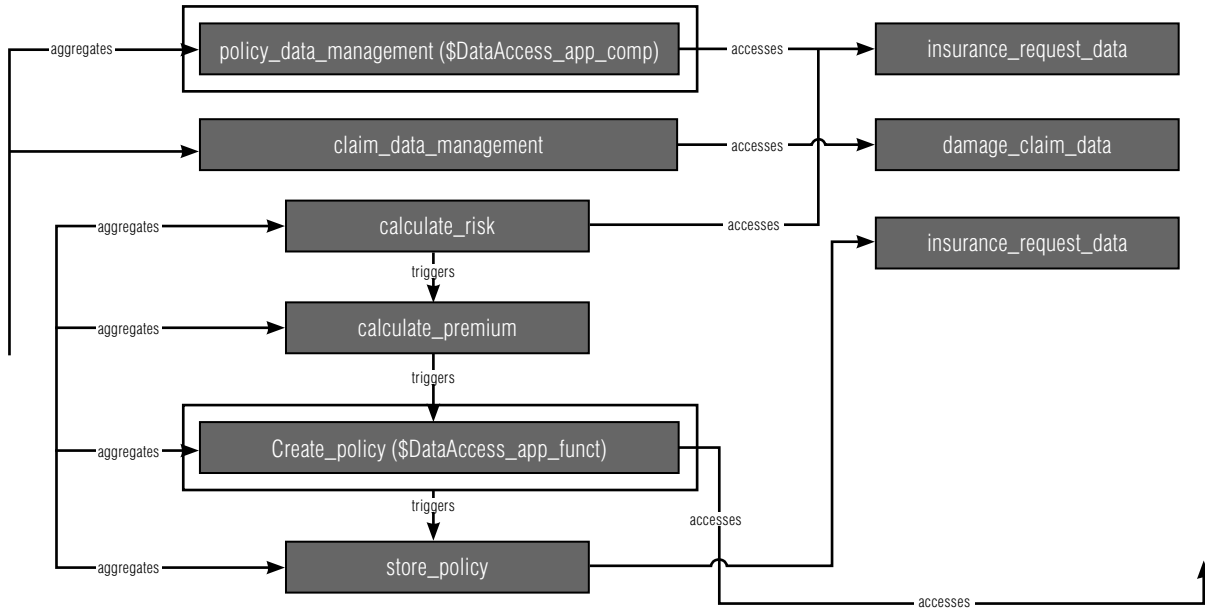 aggregates
policy_data_management ($DataAccess_app_comp)
accesses
insurance_request_data
claim_data_management
accesses
damage_claim_data
aggregates
calculate_risk
accesses
insurance_request_data
triggers
aggregates
calculate_premium
triggers
aggregates
Create_policy ($DataAccess_app_funct)
triggers
accesses
aggregates
store_policy
accesses